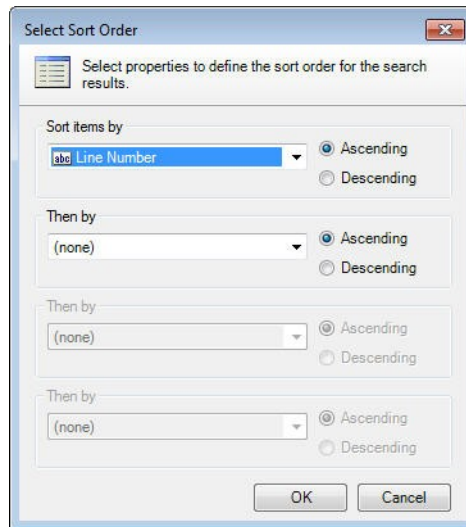 Select Sort Order
Select properties to define the sort order for the search
results.
Sort items by
abc Line Number
Ascending
Descending
Then by
(none)
Ascending
Descending
Then by
(none)
Ascending
Descending
Then by
(none)
Ascending
Descending
OK
Cancel